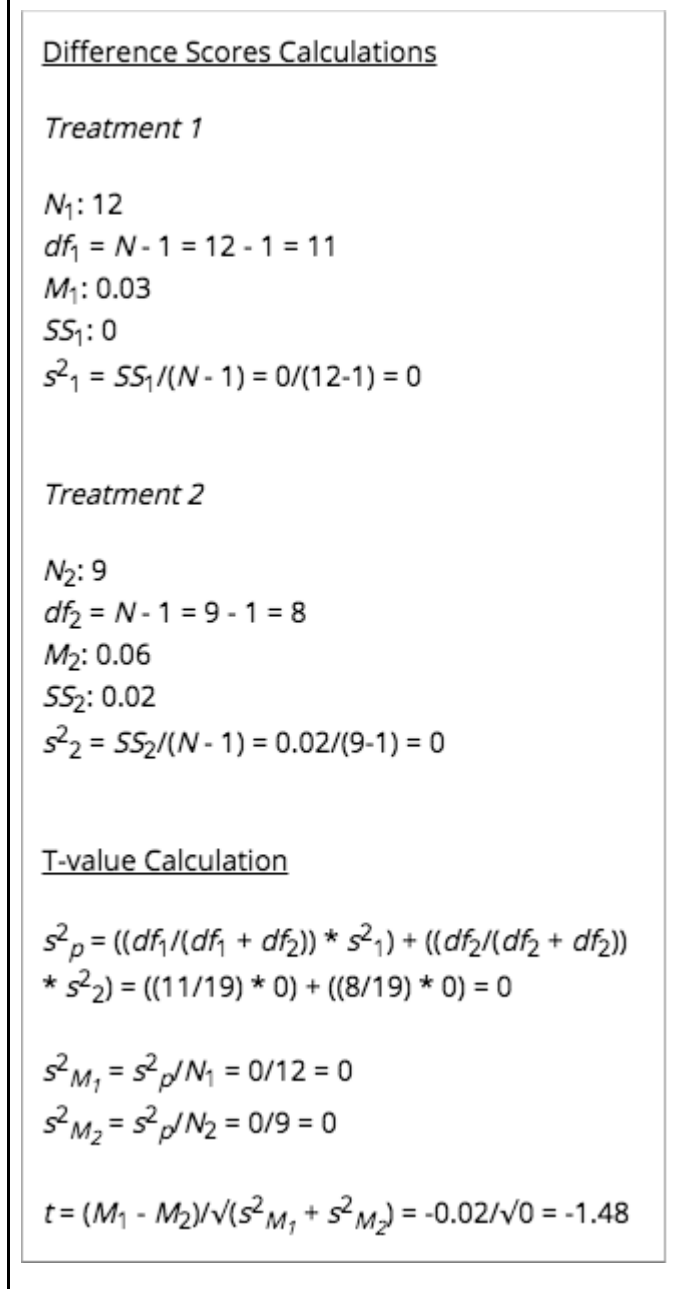 Difference Scores Calculations
Treatment 1
N₁: 12
df₁ = N - 1 = 12 - 1 = 11
M₁: 0.03
SS₁: 0
s²₁ = SS₁/(N - 1) = 0/(12-1) = 0
Treatment 2
N₂: 9
df₂ = N - 1 = 9 - 1 = 8
M₂: 0.06
SS₂: 0.02
s²₂ = SS₂/(N - 1) = 0.02/(9-1) = 0
T-value Calculation
s²ₚ = ((df₁/(df₁ + df₂)) * s²₁) + ((df₂/(df₂ + df₂))
* s²₂) = ((11/19) * 0) + ((8/19) * 0) = 0
s²M₁ = s²ₚ/N₁ = 0/12 = 0
s²M₂ = s²ₚ/N₂ = 0/9 = 0
t = (M₁ - M₂)/√(s²M₁ + s²M₂) = -0.02/√0 = -1.48